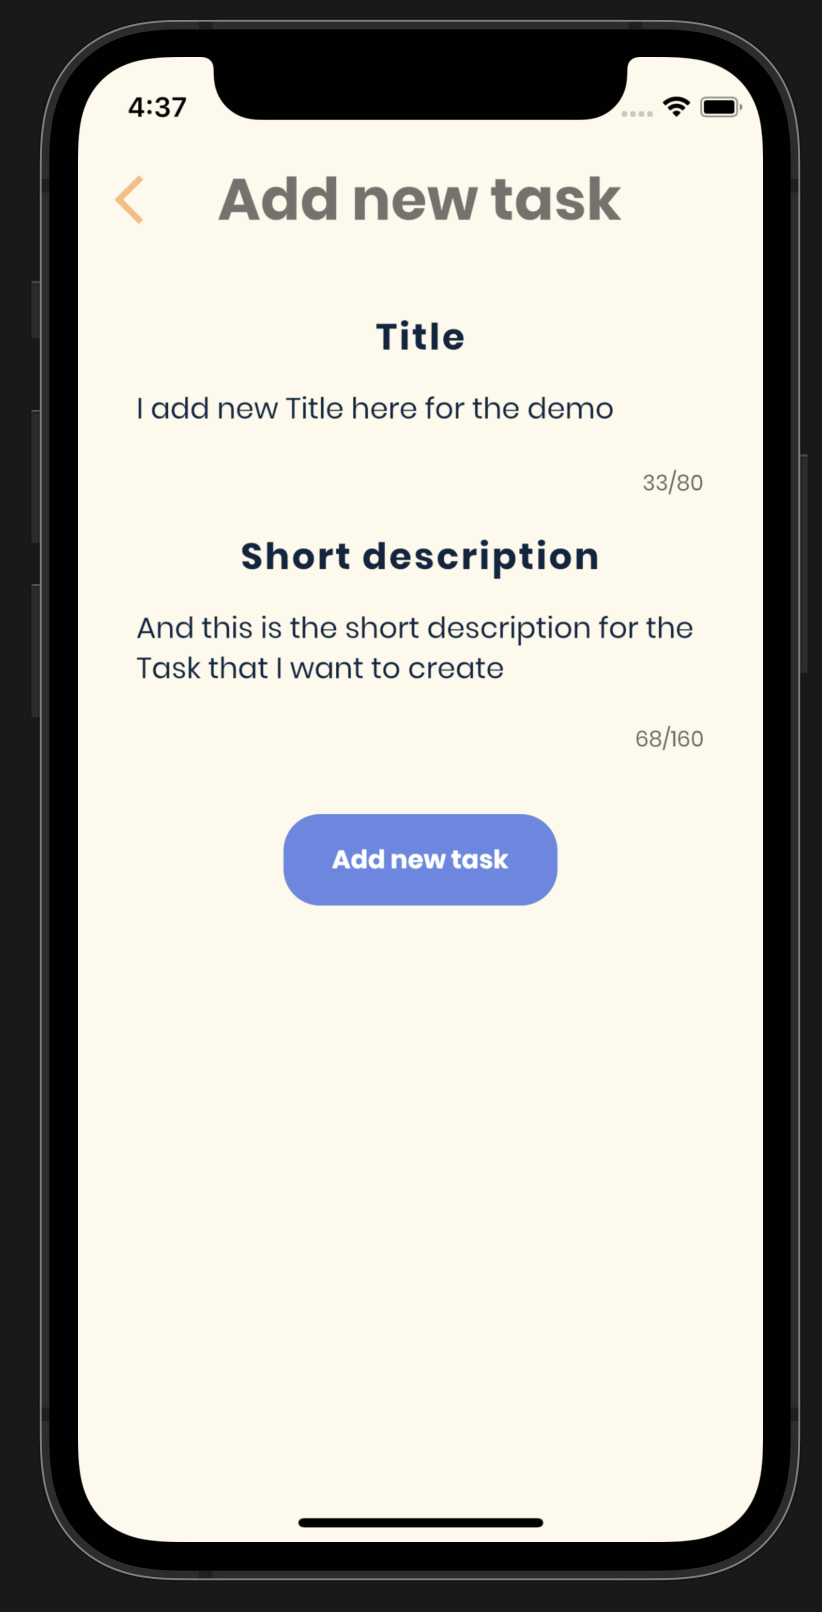 4:37
Add new task
Title
I add new Title here for the demo
33/80
Short description
And this is the short description for the
Task that I want to create
68/160
Add new task